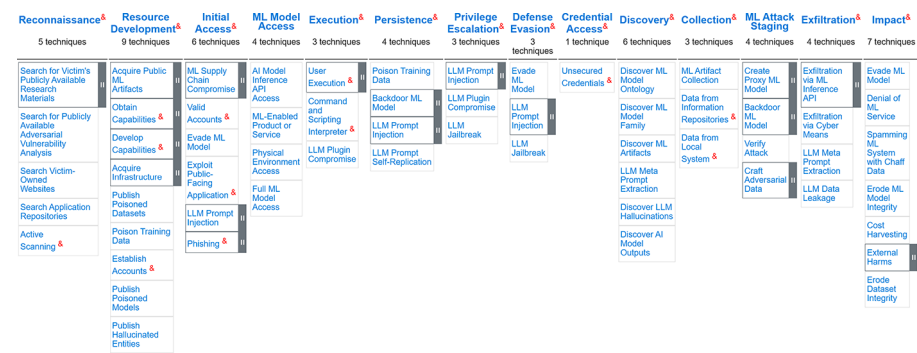 Reconnaissance&
5 techniques
Search for Victim's
Publicly Available
Research
Materials
Search for Publicly
Available
Adversarial
Vulnerability
Analysis
Search Victim-
Owned
Websites
Search Application
Repositories
Active
Scanning &
Resource
Development&
9 techniques
Acquire Public
ML
Artifacts
Obtain
Capabilities &
Develop
Capabilities &
Acquire
Infrastructure
Publish
Poisoned
Datasets
Poison Training
Data
Establish
Accounts &
Publish
Poisoned
Models
Publish
Hallucinated
Entities
Initial
Access&
6 techniques
ML Supply
Chain
Compromise
Valid
Accounts &
Evade ML
Model
Exploit
Public-
Facing
Application &
LLM Prompt
Injection
Phishing &
ML Model
Access
4 techniques
AI Model
Inference
API
Access
ML-Enabled
Product or
Service
Physical
Environment
Access
Full ML
Model
Access
Execution&
3 techniques
User
Execution &
Command
and
Scripting
Interpreter &
LLM Plugin
Compromise
Persistence&
4 techniques
Poison Training
Data
Backdoor ML
Model
LLM Prompt
Injection
LLM Prompt
Self-Replication
Privilege
Escalation&
3 techniques
LLM Prompt
Injection
LLM Plugin
Compromise
LLM
Jailbreak
Defense
Evasion&
3
techniques
Evade
ML
Model
LLM
Prompt
Injection
LLM
Jailbreak
Credential
Access&
1 technique
Unsecured
Credentials &
Discovery&
6 techniques
Discover ML
Model
Ontology
Discover ML
Model
Family
Discover ML
Artifacts
LLM Meta
Prompt
Extraction
Discover LLM
Hallucinations
Discover AI
Model
Outputs
Collection&
3 techniques
ML Artifact
Collection
Data from
Information
Repositories &
Data from
Local
System &
ML Attack
Staging
4 techniques
Create
Proxy ML
Model
Backdoor
ML
Model
Verify
Attack
Craft
Adversarial
Data
Exfiltration&
4 techniques
Exfiltration
via ML
Inference
API
Exfiltration
via Cyber
Means
LLM Meta
Prompt
Extraction
LLM Data
Leakage
Impact&
7 techniques
Evade ML
Model
Denial of
ML
Service
Spamming
ML
System
with Chaff
Data
Erode ML
Model
Integrity
Cost
Harvesting
External
Harms
Erode
Dataset
Integrity